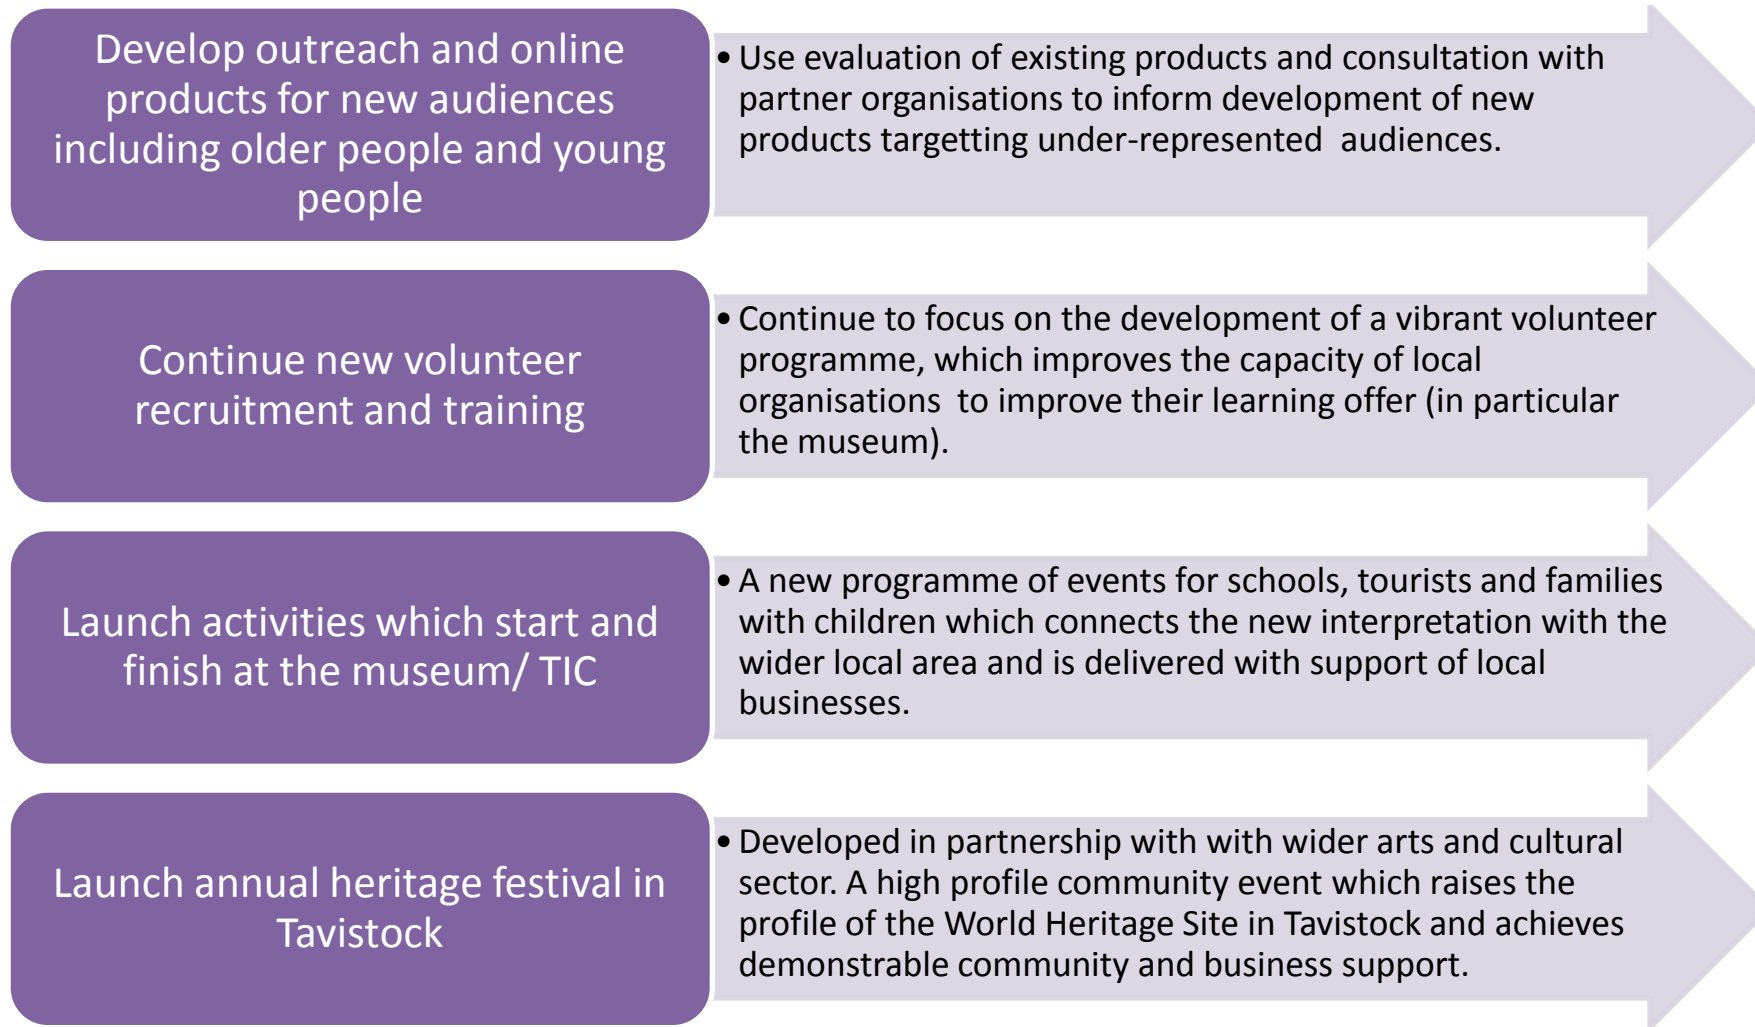 Develop outreach and online
products for new audiences
including older people and young
people
• Use evaluation of existing products and consultation with
partner organisations to inform development of new
products targetting under-represented  audiences.
Continue new volunteer
recruitment and training
• Continue to focus on the development of a vibrant volunteer
programme, which improves the capacity of local
organisations  to improve their learning offer (in particular
the museum).
Launch activities which start and
finish at the museum/ TIC
• A new programme of events for schools, tourists and families
with children which connects the new interpretation with the
wider local area and is delivered with support of local
businesses.
Launch annual heritage festival in
Tavistock
• Developed in partnership with with wider arts and cultural
sector. A high profile community event which raises the
profile of the World Heritage Site in Tavistock and achieves
demonstrable community and business support.